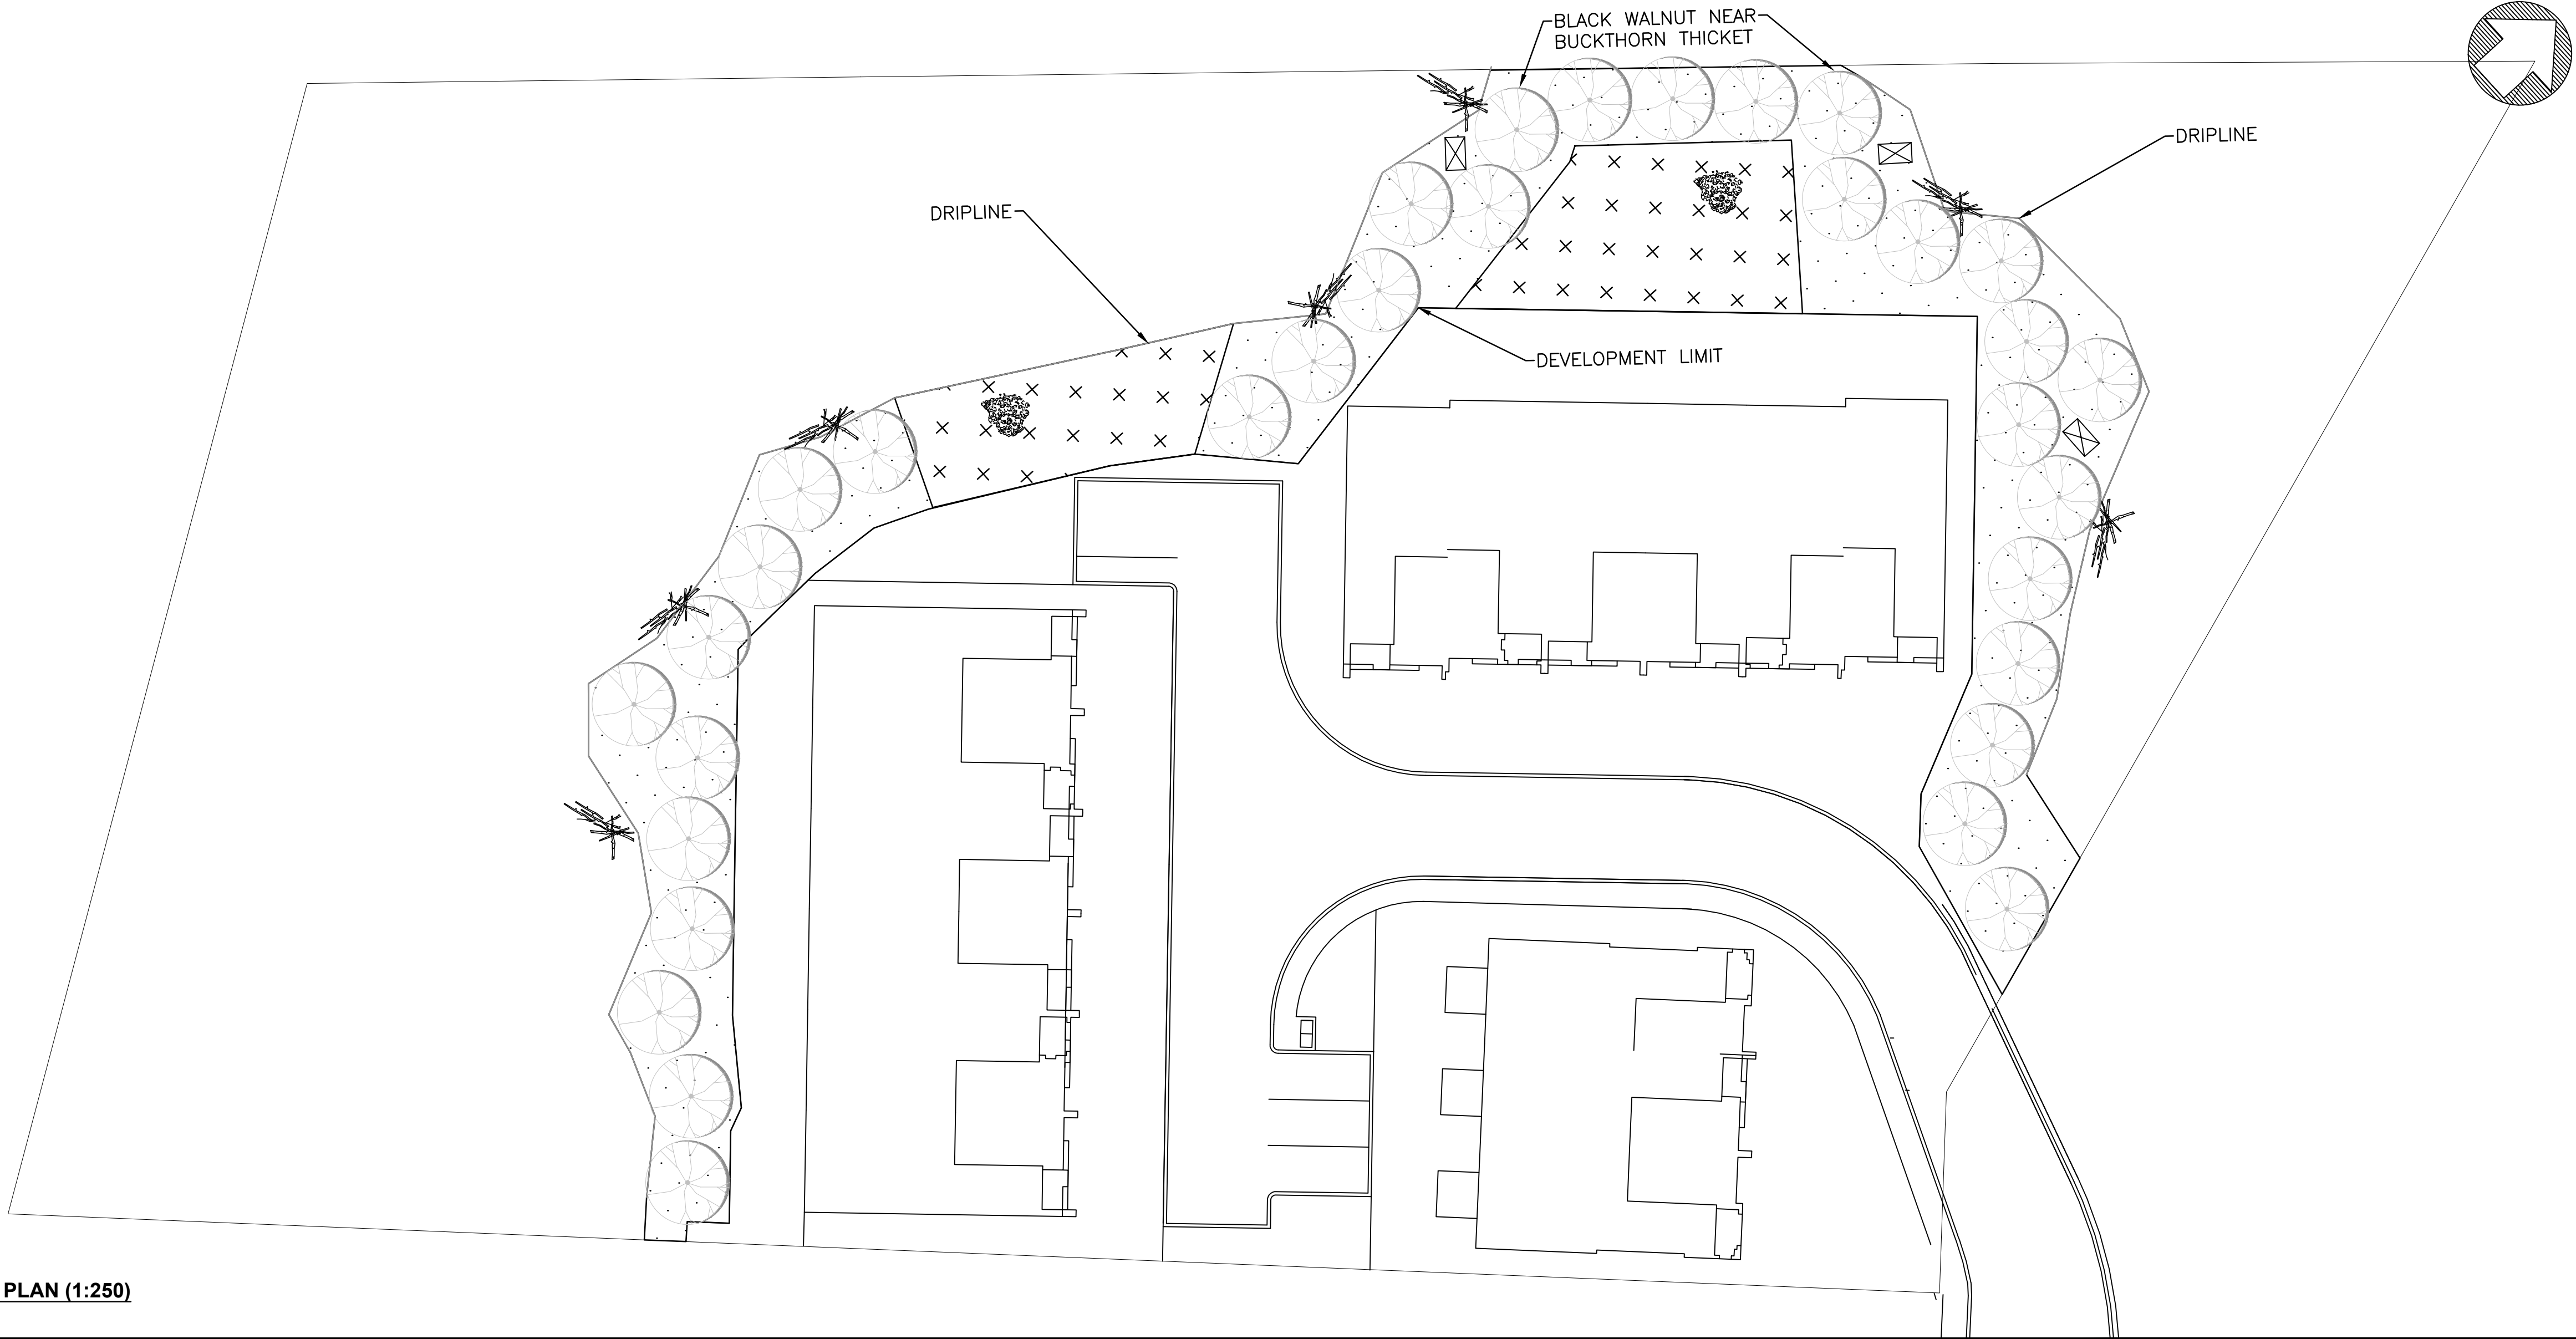 BLACK WALNUT NEAR
BUCKTHORN THICKET
DRIPLINE
DRIPLINE
DEVELOPMENT LIMIT
PLAN (1:250)